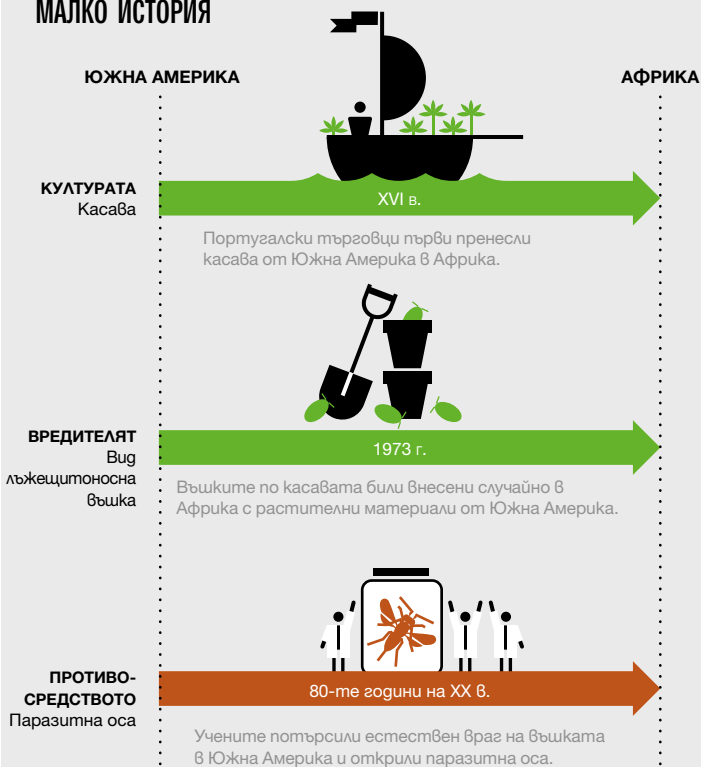 МАЛКО ИСТОРИЯ
ЮЖНА АМЕРИКА
АФРИКА
КУЛТУРАТА
Касава
XVI в.
Португалски търговци първи пренесли
касава от Южна Америка в Африка.
ВРЕДИТЕЛЯТ
Вид
лъжещитоносна
въшка
1973 г.
Въшките по касавата били внесени случайно в
Африка с растителни материали от Южна Америка.
ПРОТИВО-
СРЕДСТВОТО
Паразитна оса
80-те години на XX в.
Учените потърсили естествен враг на въшката
в Южна Америка и открили паразитна оса.